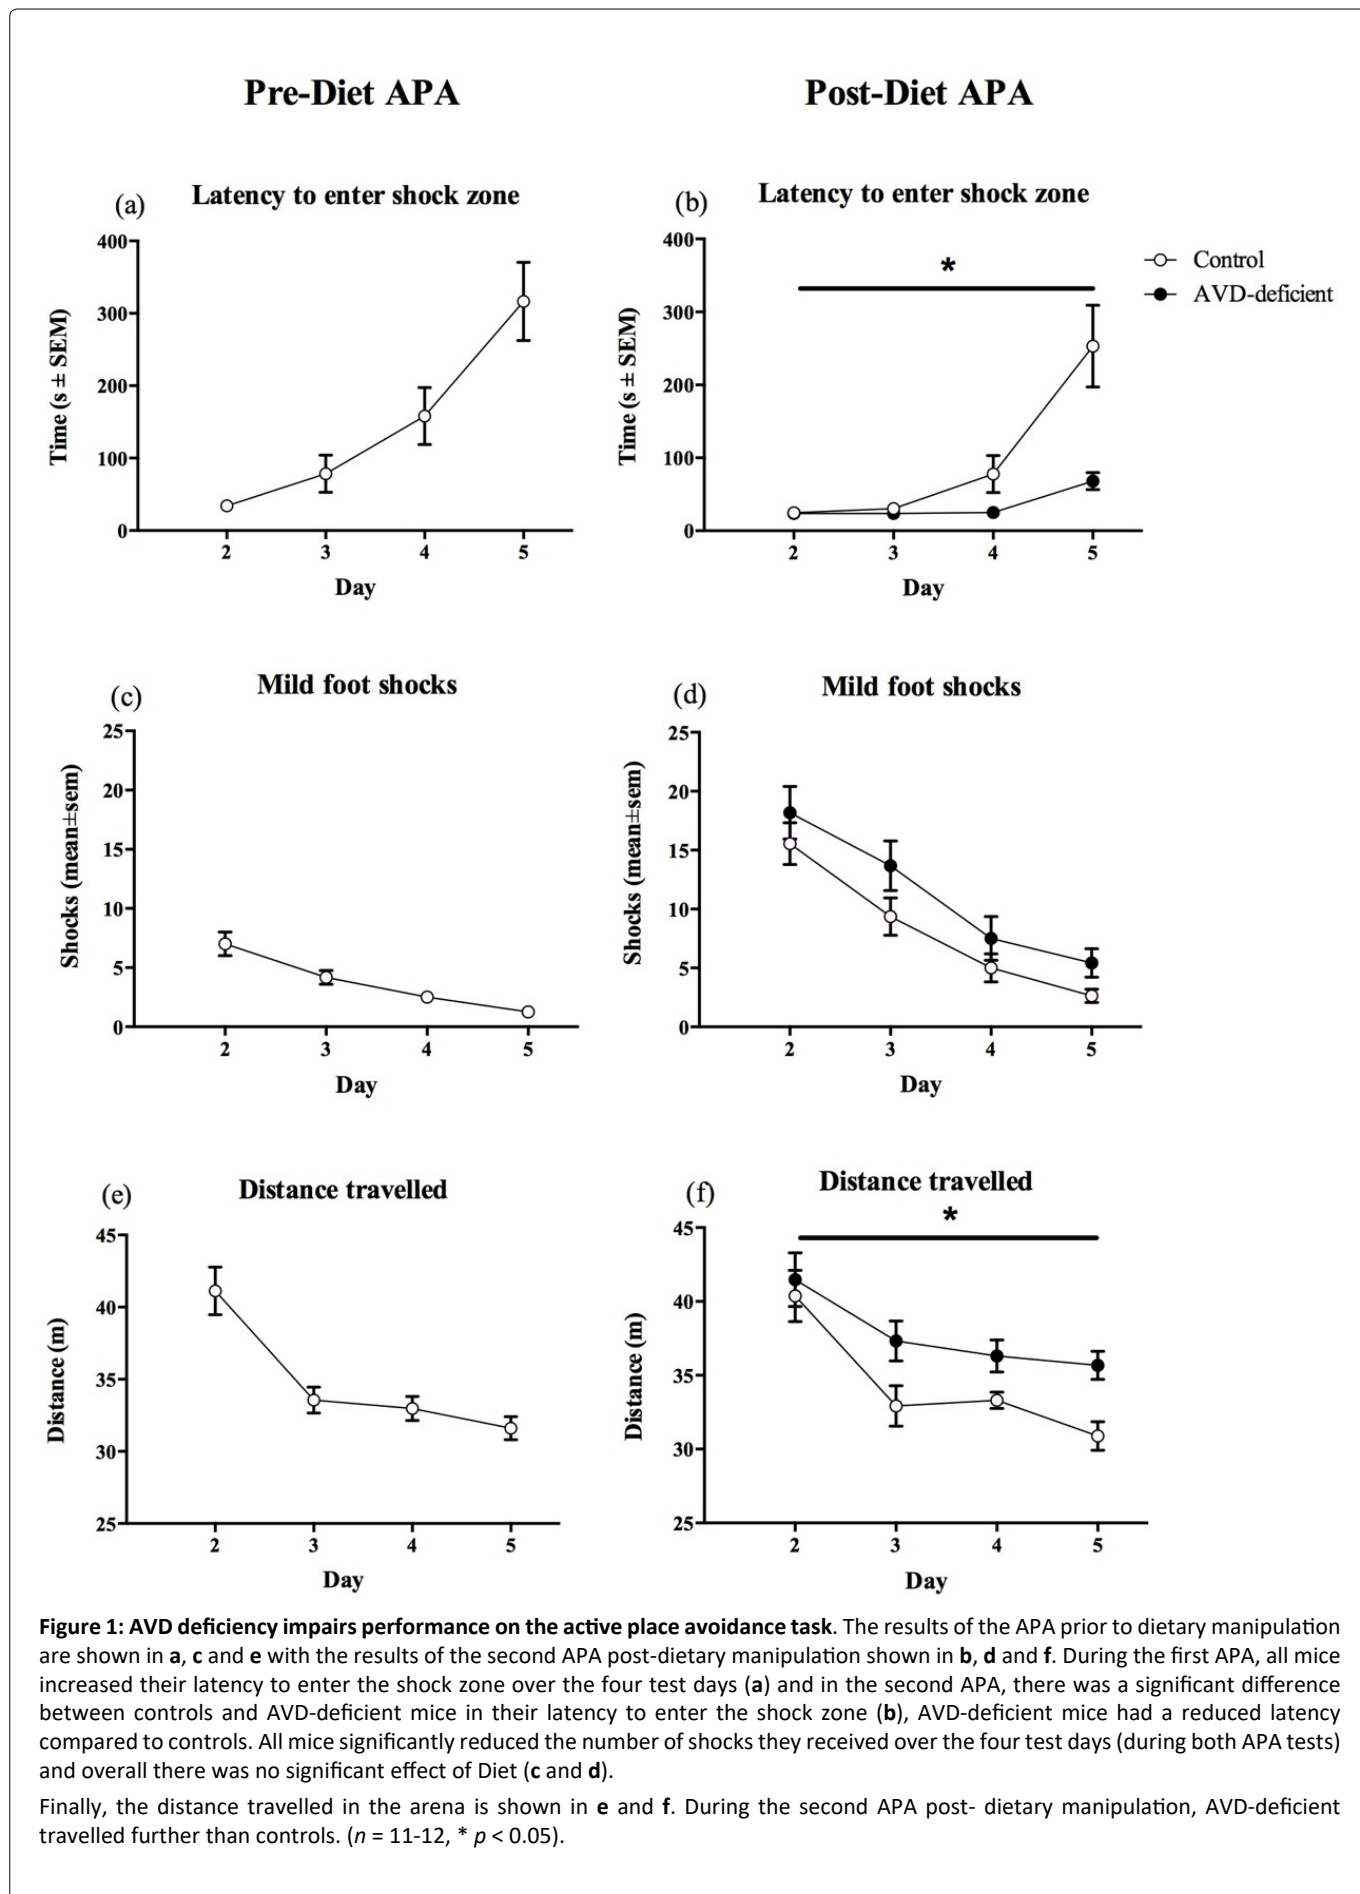 Pre-Diet APA
Post-Diet APA
(a)
Latency to enter shock zone
400
300
200
100
0
Time (s ± SEM)
2 3 4 5
Day
(b)
Latency to enter shock zone
*
400
300
200
100
0
Time (s ± SEM)
2 3 4 5
Day
Control
AVD-deficient
(c)
Mild foot shocks
25
20
15
10
5
0
Shocks (mean±sem)
2 3 4 5
Day
(d)
Mild foot shocks
25
20
15
10
5
0
Shocks (mean±sem)
2 3 4 5
Day
(e)
Distance travelled
45
40
35
30
25
Distance (m)
2 3 4 5
Day
(f)
Distance travelled
*
45
40
35
30
25
Distance (m)
2 3 4 5
Day
Figure 1: AVD deficiency impairs performance on the active place avoidance task. The results of the APA prior to dietary manipulation
are shown in a, c and e with the results of the second APA post-dietary manipulation shown in b, d and f. During the first APA, all mice
increased their latency to enter the shock zone over the four test days (a) and in the second APA, there was a significant difference
between controls and AVD-deficient mice in their latency to enter the shock zone (b), AVD-deficient mice had a reduced latency
compared to controls. All mice significantly reduced the number of shocks they received over the four test days (during both APA tests)
and overall there was no significant effect of Diet (c and d).
Finally, the distance travelled in the arena is shown in e and f. During the second APA post- dietary manipulation, AVD-deficient
travelled further than controls. (n = 11-12, * p < 0.05).